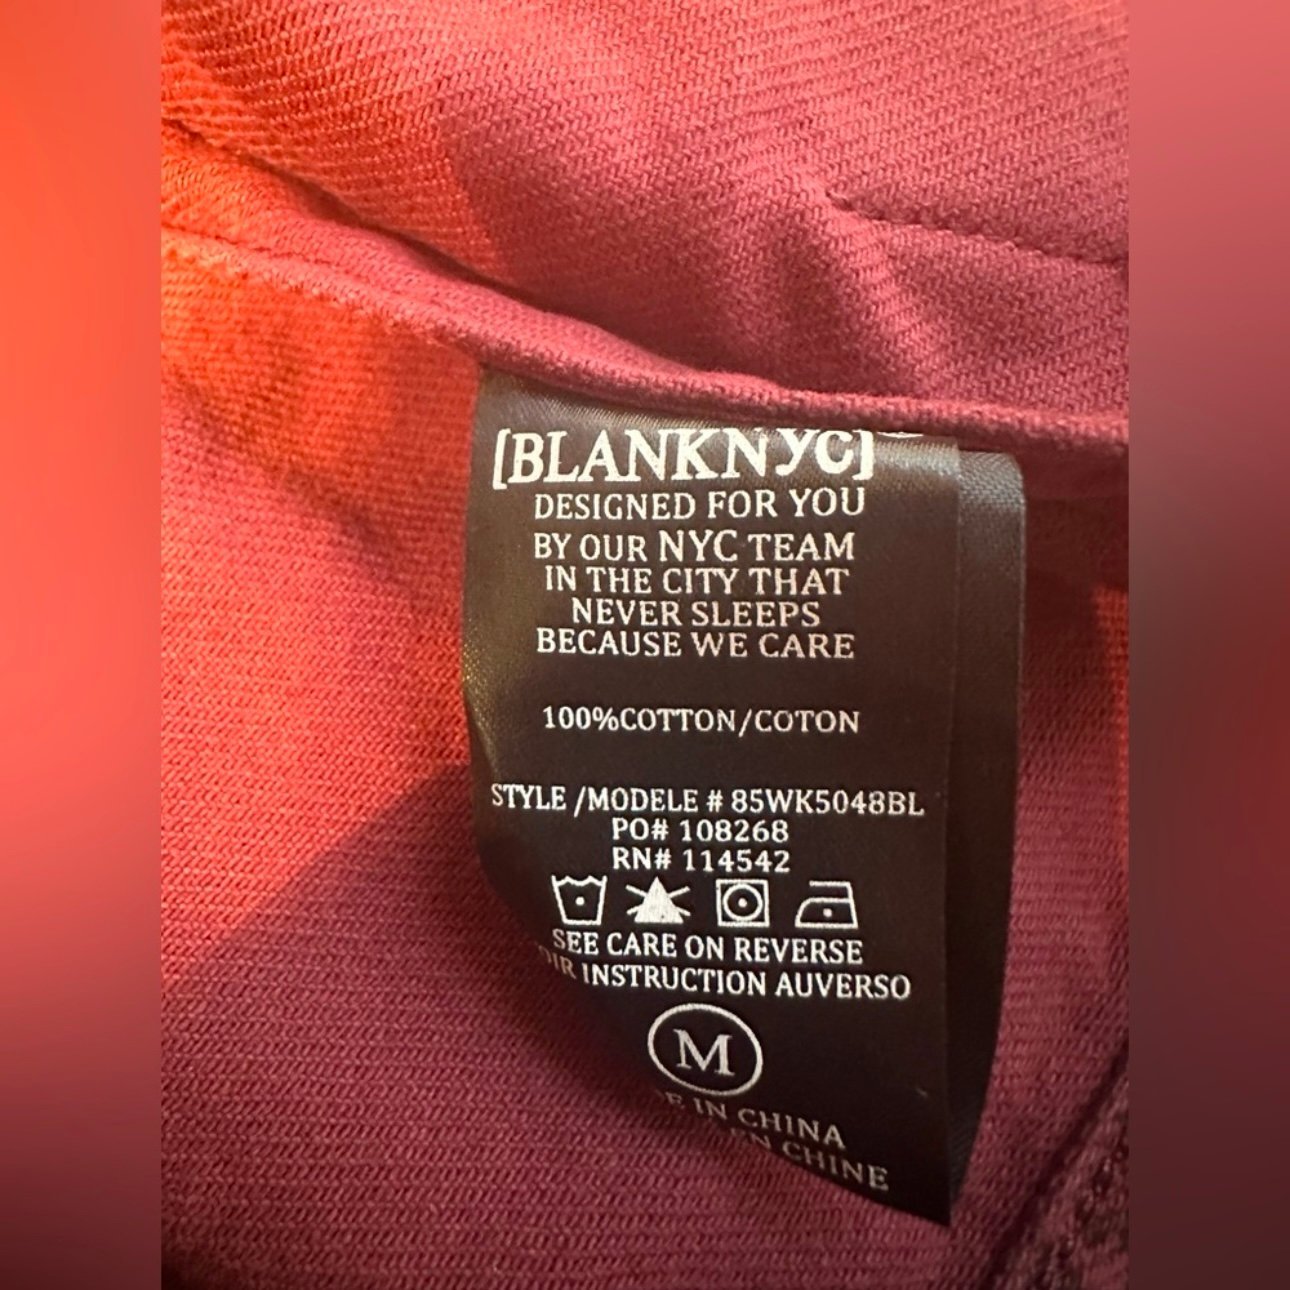 [BLANKNYC]
DESIGNED FOR YOU
BY OUR NYC TEAM
IN THE CITY THAT
NEVER SLEEPS
BECAUSE WE CARE
100%COTTON/COTON
STYLE /MODELE # 85WK5048BL
PO# 108268
RN# 114542
SEE CARE ON REVERSE
INSTRUCTION AUVERSO
M
IN CHINA
EN CHINE